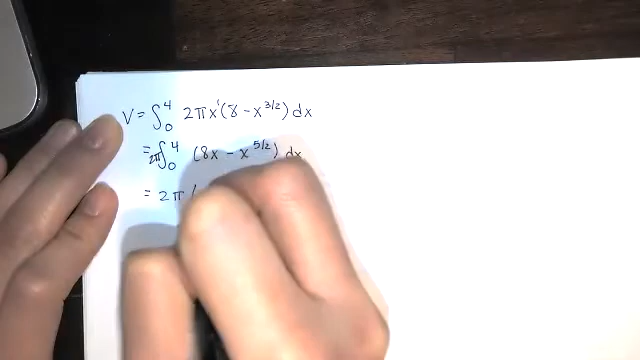 V = ∫₀⁴ 2πx¹(8 − x^(3/2)) dx
= 2π∫₀⁴ (8x − x^(5/2)) dx
= 2π (